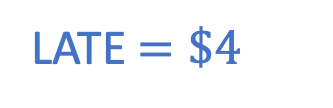 LATE = $4